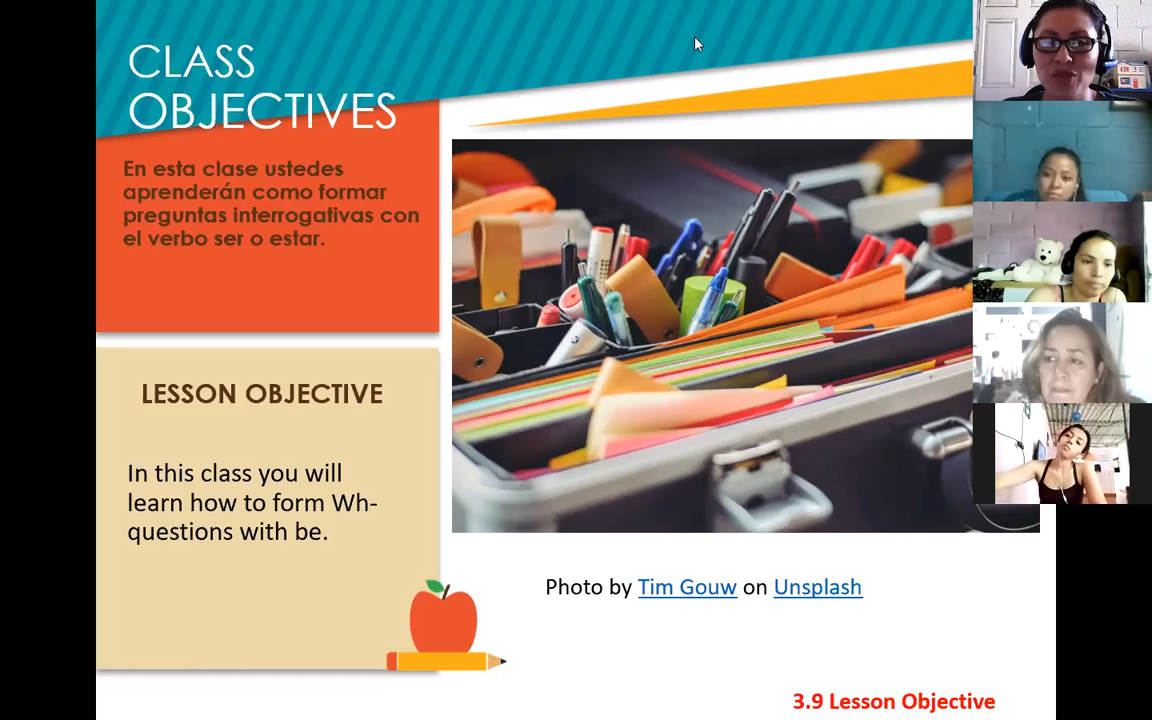 CLASS
OBJECTIVES
En esta clase ustedes
aprenderán como formar
preguntas interrogativas con
el verbo ser o estar.
LESSON OBJECTIVE
In this class you will
learn how to form Wh-
questions with be.
Photo by Tim Gouw on Unsplash
3.9 Lesson Objective